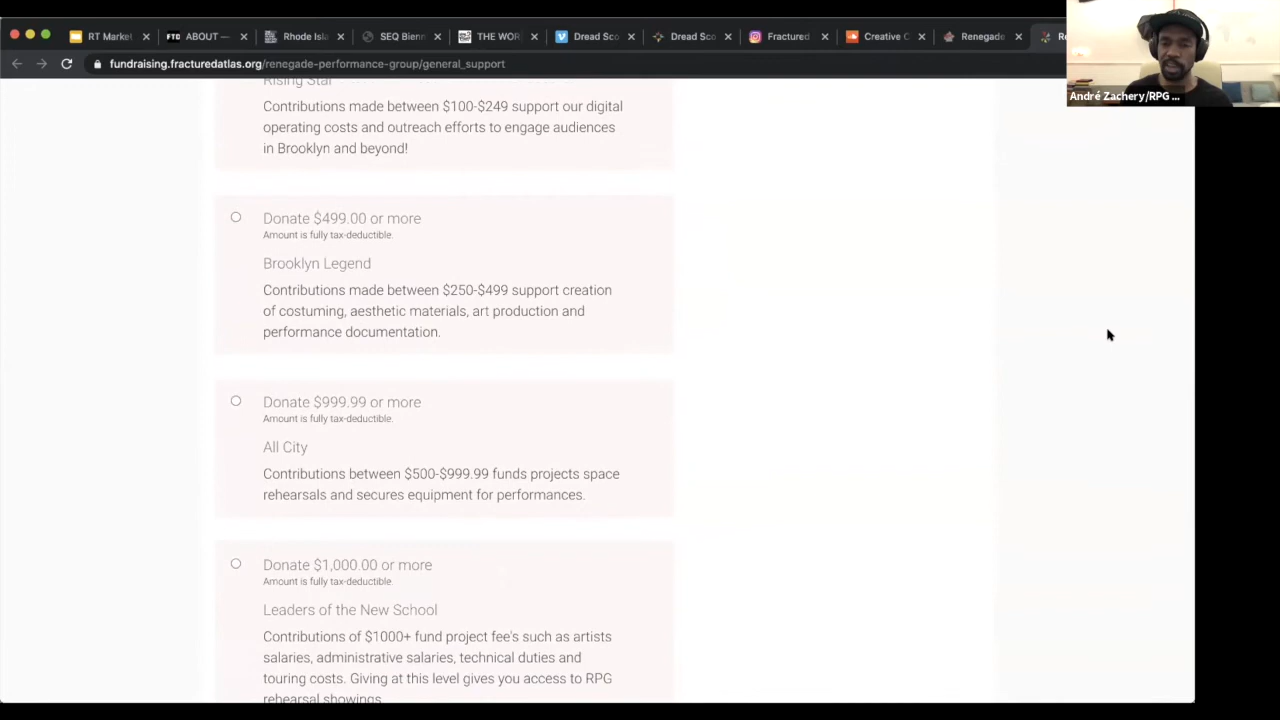 RT Marke
FTD ABOUT —
Rhode Isla
SEQ Bienn
THE WOR
Dread Sco
Dread Sco
Fractured
Creative C
Renegade
Re
fundraising.fracturedatlas.org/renegade-performance-group/general_support
André Zachery/RPG ...
Rising Star
Contributions made between $100-$249 support our digital
operating costs and outreach efforts to engage audiences
in Brooklyn and beyond!
Donate $499.00 or more
Amount is fully tax-deductible.
Brooklyn Legend
Contributions made between $250-$499 support creation
of costuming, aesthetic materials, art production and
performance documentation.
Donate $999.99 or more
Amount is fully tax-deductible.
All City
Contributions between $500-$999.99 funds projects space
rehearsals and secures equipment for performances.
Donate $1,000.00 or more
Amount is fully tax-deductible.
Leaders of the New School
Contributions of $1000+ fund project fee's such as artists
salaries, administrative salaries, technical duties and
touring costs. Giving at this level gives you access to RPG
rehearsal showings